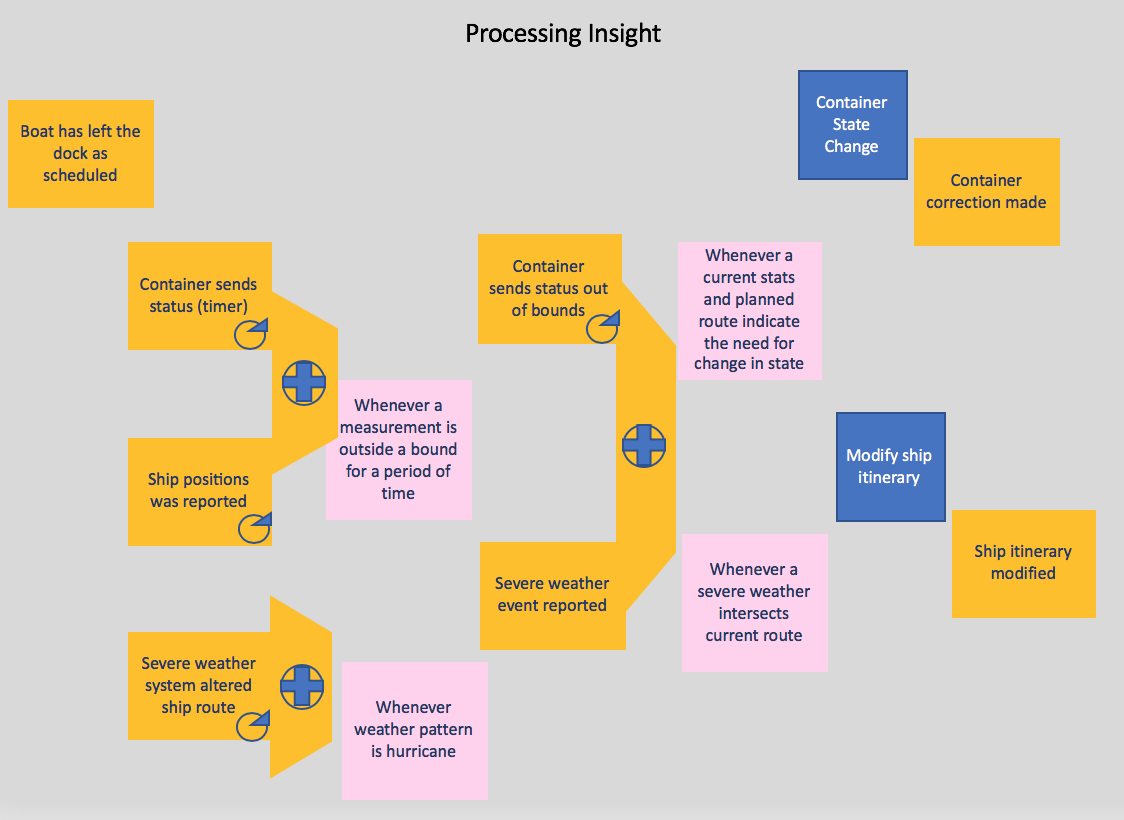 Processing Insight
Boat has left the
dock as
scheduled
Container
State
Change
Container
correction made
Container sends
status (timer)
Container
sends status out
of bounds
Whenever a
current stats
and planned
route indicate
the need for
change in state
Whenever a
measurement is
outside a bound
for a period of
time
Modify ship
itinerary
Ship positions
was reported
Ship itinerary
modified
Severe weather
event reported
Whenever a
severe weather
intersects
current route
Severe weather
system altered
ship route
Whenever
weather pattern
is hurricane